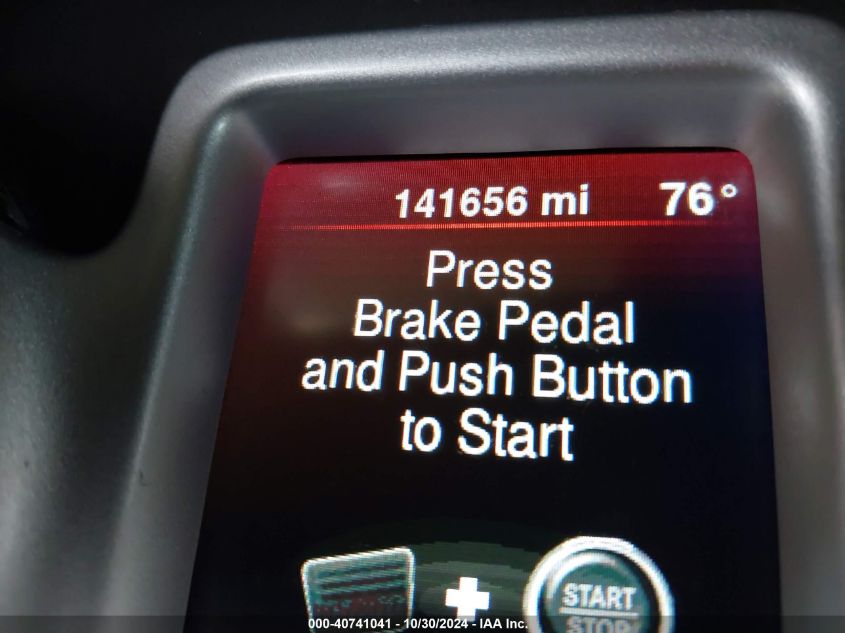 141656 mi 76°
Press
Brake Pedal
and Push Button
to Start
START
STOP
000-40741041 - 10/30/2024 - IAA Inc.